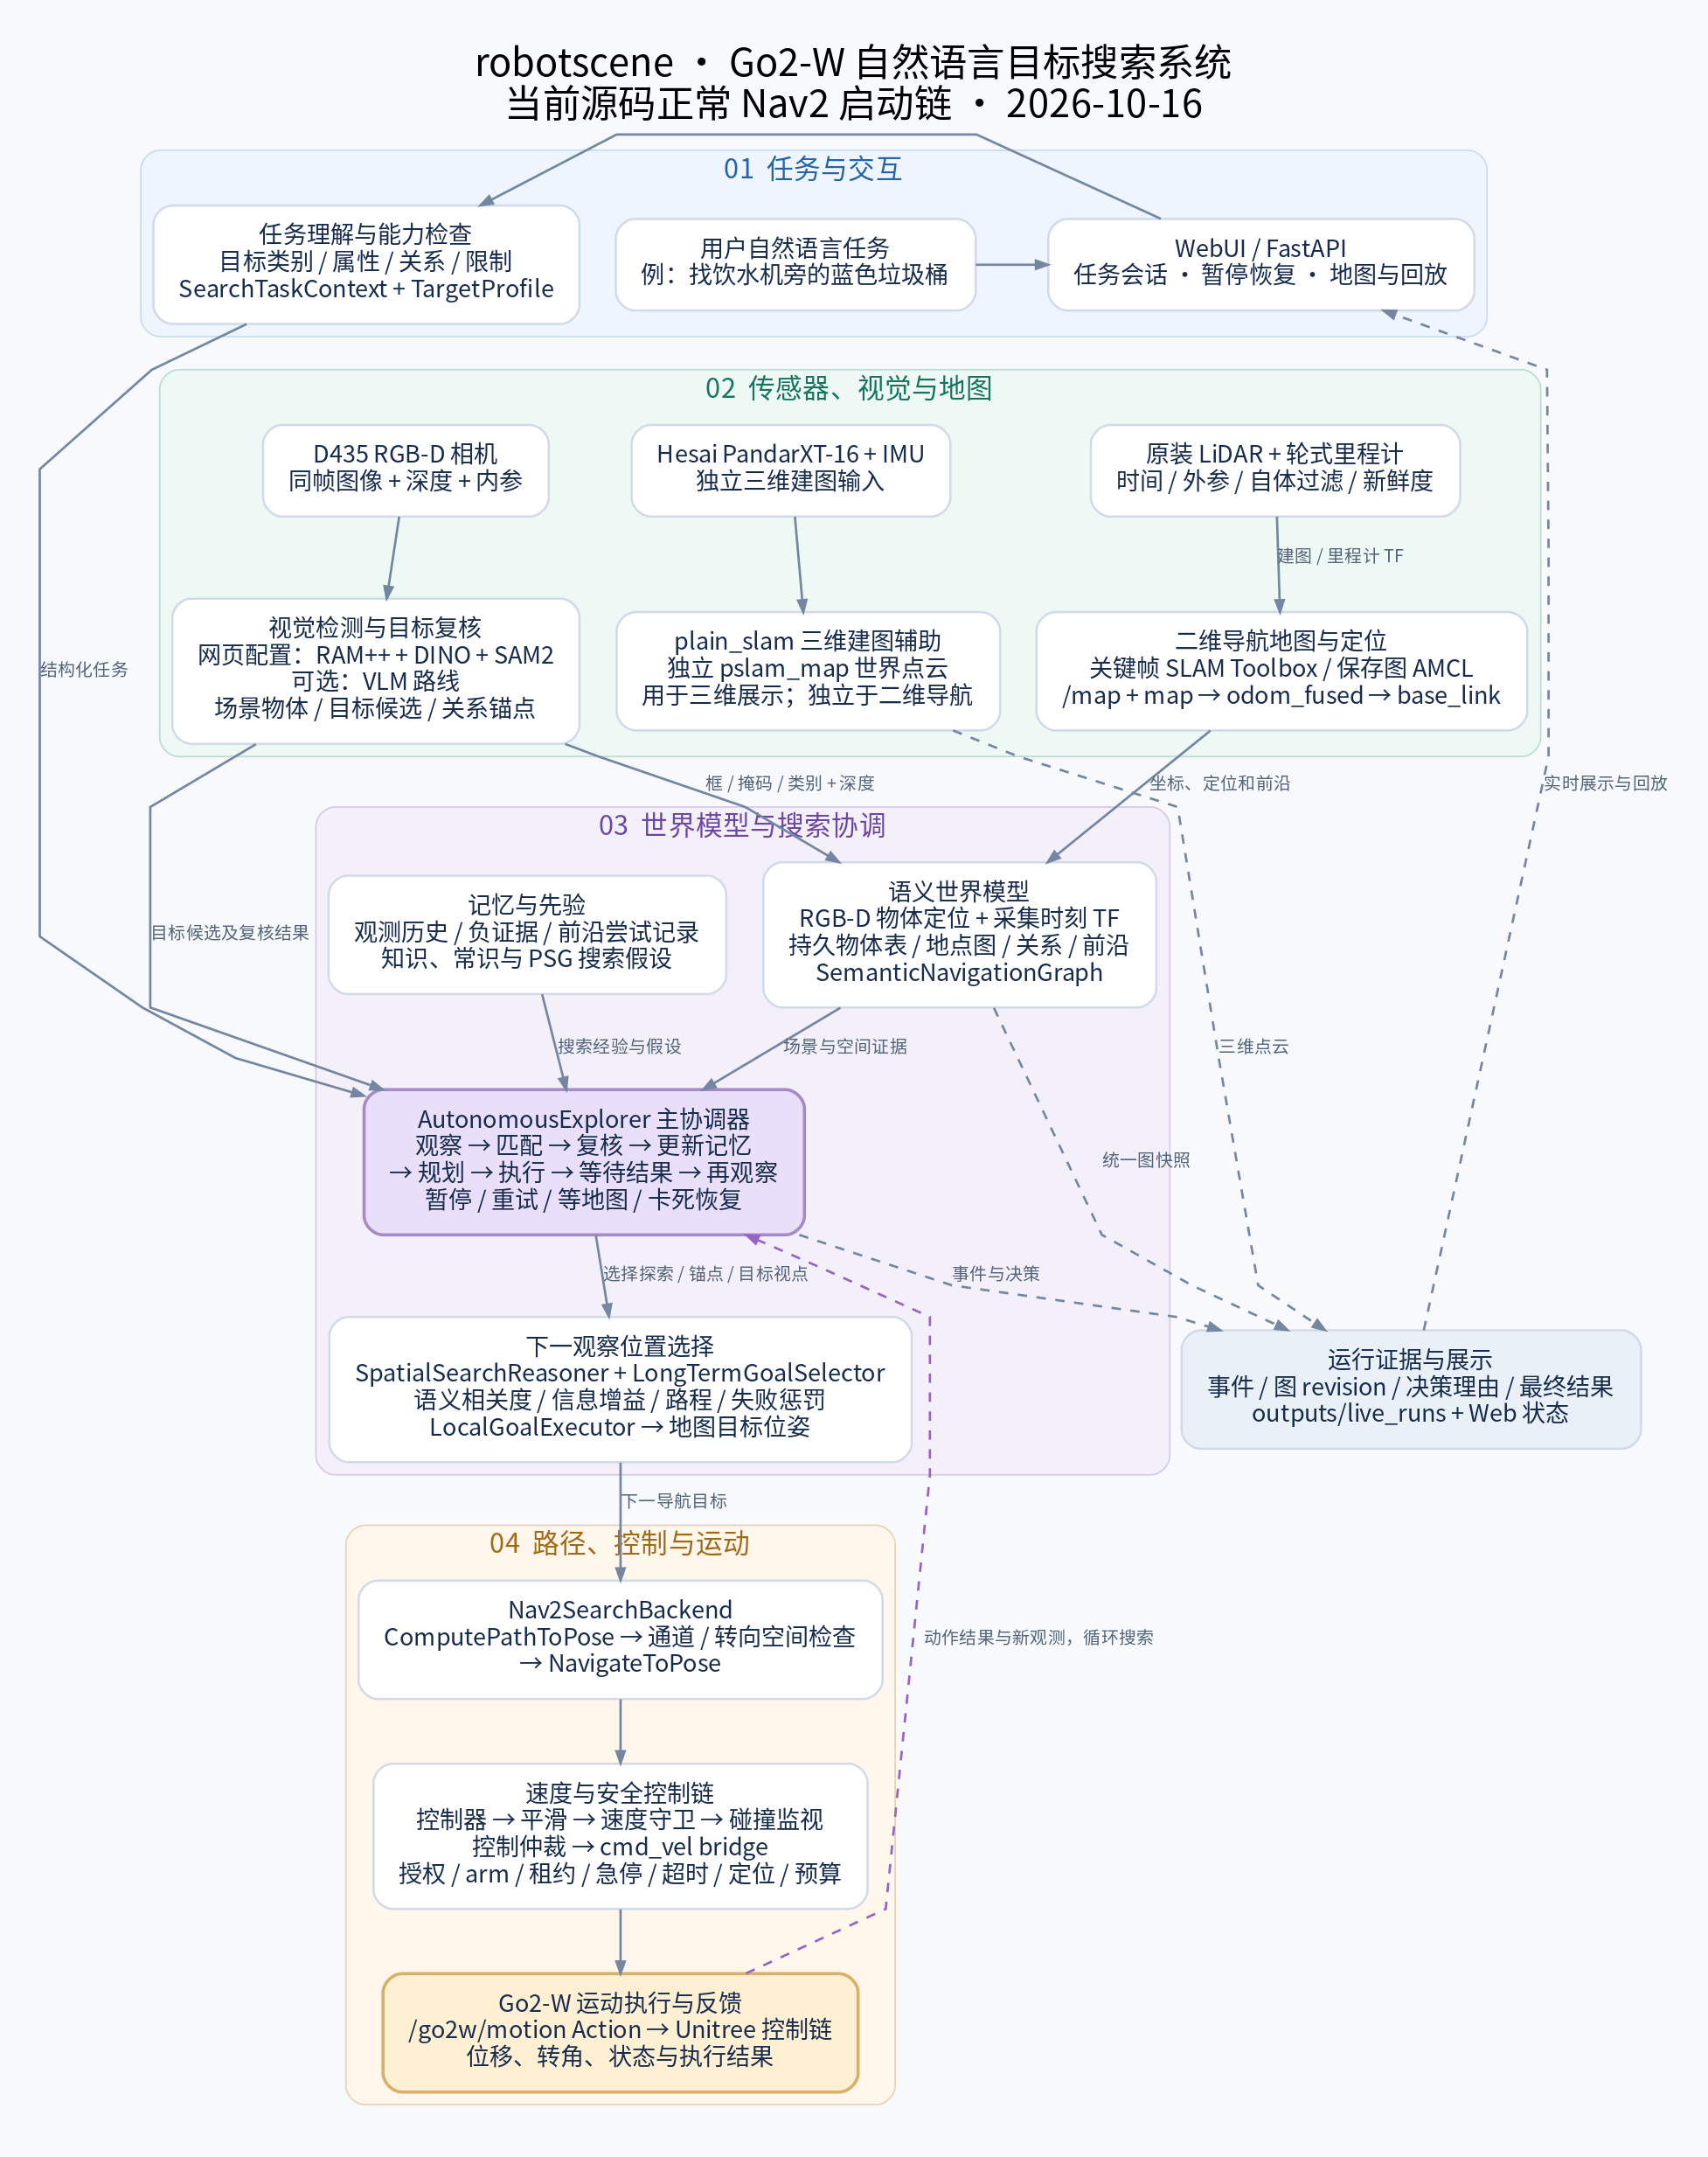 robotscene · Go2-W 自然语言目标搜索系统
当前源码正常 Nav2 启动链 · 2026-10-16
01 任务与交互
任务理解与能力检查
目标类别 / 属性 / 关系 / 限制
SearchTaskContext + TargetProfile
用户自然语言任务
例：找饮水机旁的蓝色垃圾桶
WebUI / FastAPI
任务会话 · 暂停恢复 · 地图与回放
02 传感器、视觉与地图
D435 RGB-D 相机
同帧图像 + 深度 + 内参
Hesai PandarXT-16 + IMU
独立三维建图输入
原装 LiDAR + 轮式里程计
时间 / 外参 / 自体过滤 / 新鲜度
建图 / 里程计 TF
结构化任务
视觉检测与目标复核
网页配置：RAM++ + DINO + SAM2
可选：VLM 路线
场景物体 / 目标候选 / 关系锚点
plain_slam 三维建图辅助
独立 pslam_map 世界点云
用于三维展示；独立于二维导航
二维导航地图与定位
关键帧 SLAM Toolbox / 保存图 AMCL
/map + map → odom_fused → base_link
框 / 掩码 / 类别 + 深度
坐标、定位和前沿
实时展示与回放
03 世界模型与搜索协调
目标候选及复核结果
记忆与先验
观测历史 / 负证据 / 前沿尝试记录
知识、常识与 PSG 搜索假设
语义世界模型
RGB-D 物体定位 + 采集时刻 TF
持久物体表 / 地点图 / 关系 / 前沿
SemanticNavigationGraph
搜索经验与假设
场景与空间证据
三维点云
AutonomousExplorer 主协调器
观察 → 匹配 → 复核 → 更新记忆
→ 规划 → 执行 → 等待结果 → 再观察
暂停 / 重试 / 等地图 / 卡死恢复
统一图快照
选择探索 / 锚点 / 目标视点
事件与决策
下一观察位置选择
SpatialSearchReasoner + LongTermGoalSelector
语义相关度 / 信息增益 / 路程 / 失败惩罚
LocalGoalExecutor → 地图目标位姿
运行证据与展示
事件 / 图 revision / 决策理由 / 最终结果
outputs/live_runs + Web 状态
下一导航目标
04 路径、控制与运动
Nav2SearchBackend
ComputePathToPose → 通道 / 转向空间检查
→ NavigateToPose
动作结果与新观测，循环搜索
速度与安全控制链
控制器 → 平滑 → 速度守卫 → 碰撞监视
控制仲裁 → cmd_vel bridge
授权 / arm / 租约 / 急停 / 超时 / 定位 / 预算
Go2-W 运动执行与反馈
/go2w/motion Action → Unitree 控制链
位移、转角、状态与执行结果